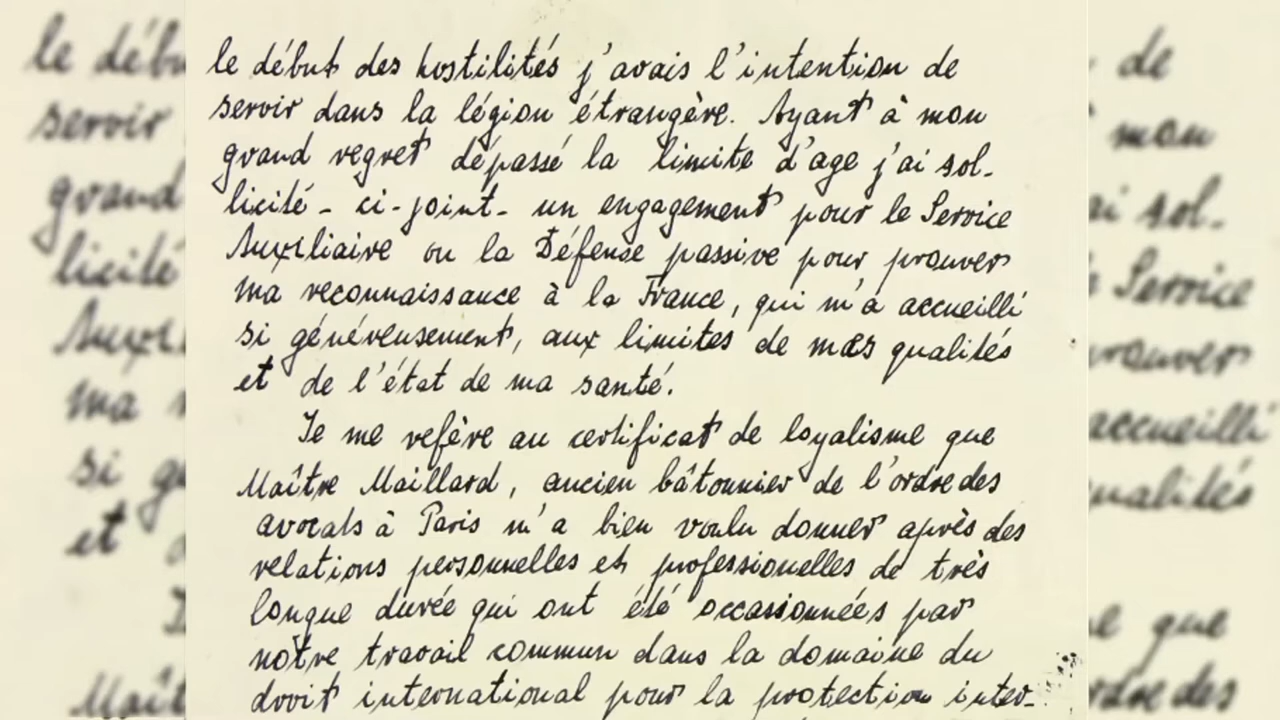 le début des hostilités j'avais l'intention de
servir dans la légion étrangère. Ayant à mon
grand regret dépassé la limite d'age j'ai sol-
licité - ci-joint - un engagement pour le Service
Auxiliaire ou la Défense passive pour prouver
ma reconnaissance à la France, qui m'a accueilli
si généreusement, aux limites de mes qualités
et de l'état de ma santé.
Je me refère au certificat de loyalisme que
Maître Maillard, ancien bâtonnier de l'ordre des
avocats à Paris m'a bien voulu donner après des
relations personnelles et professionelles de très
longue durée qui ont été occassionnées par
notre travail commun dans la domaine du
droit international pour la protection inter-